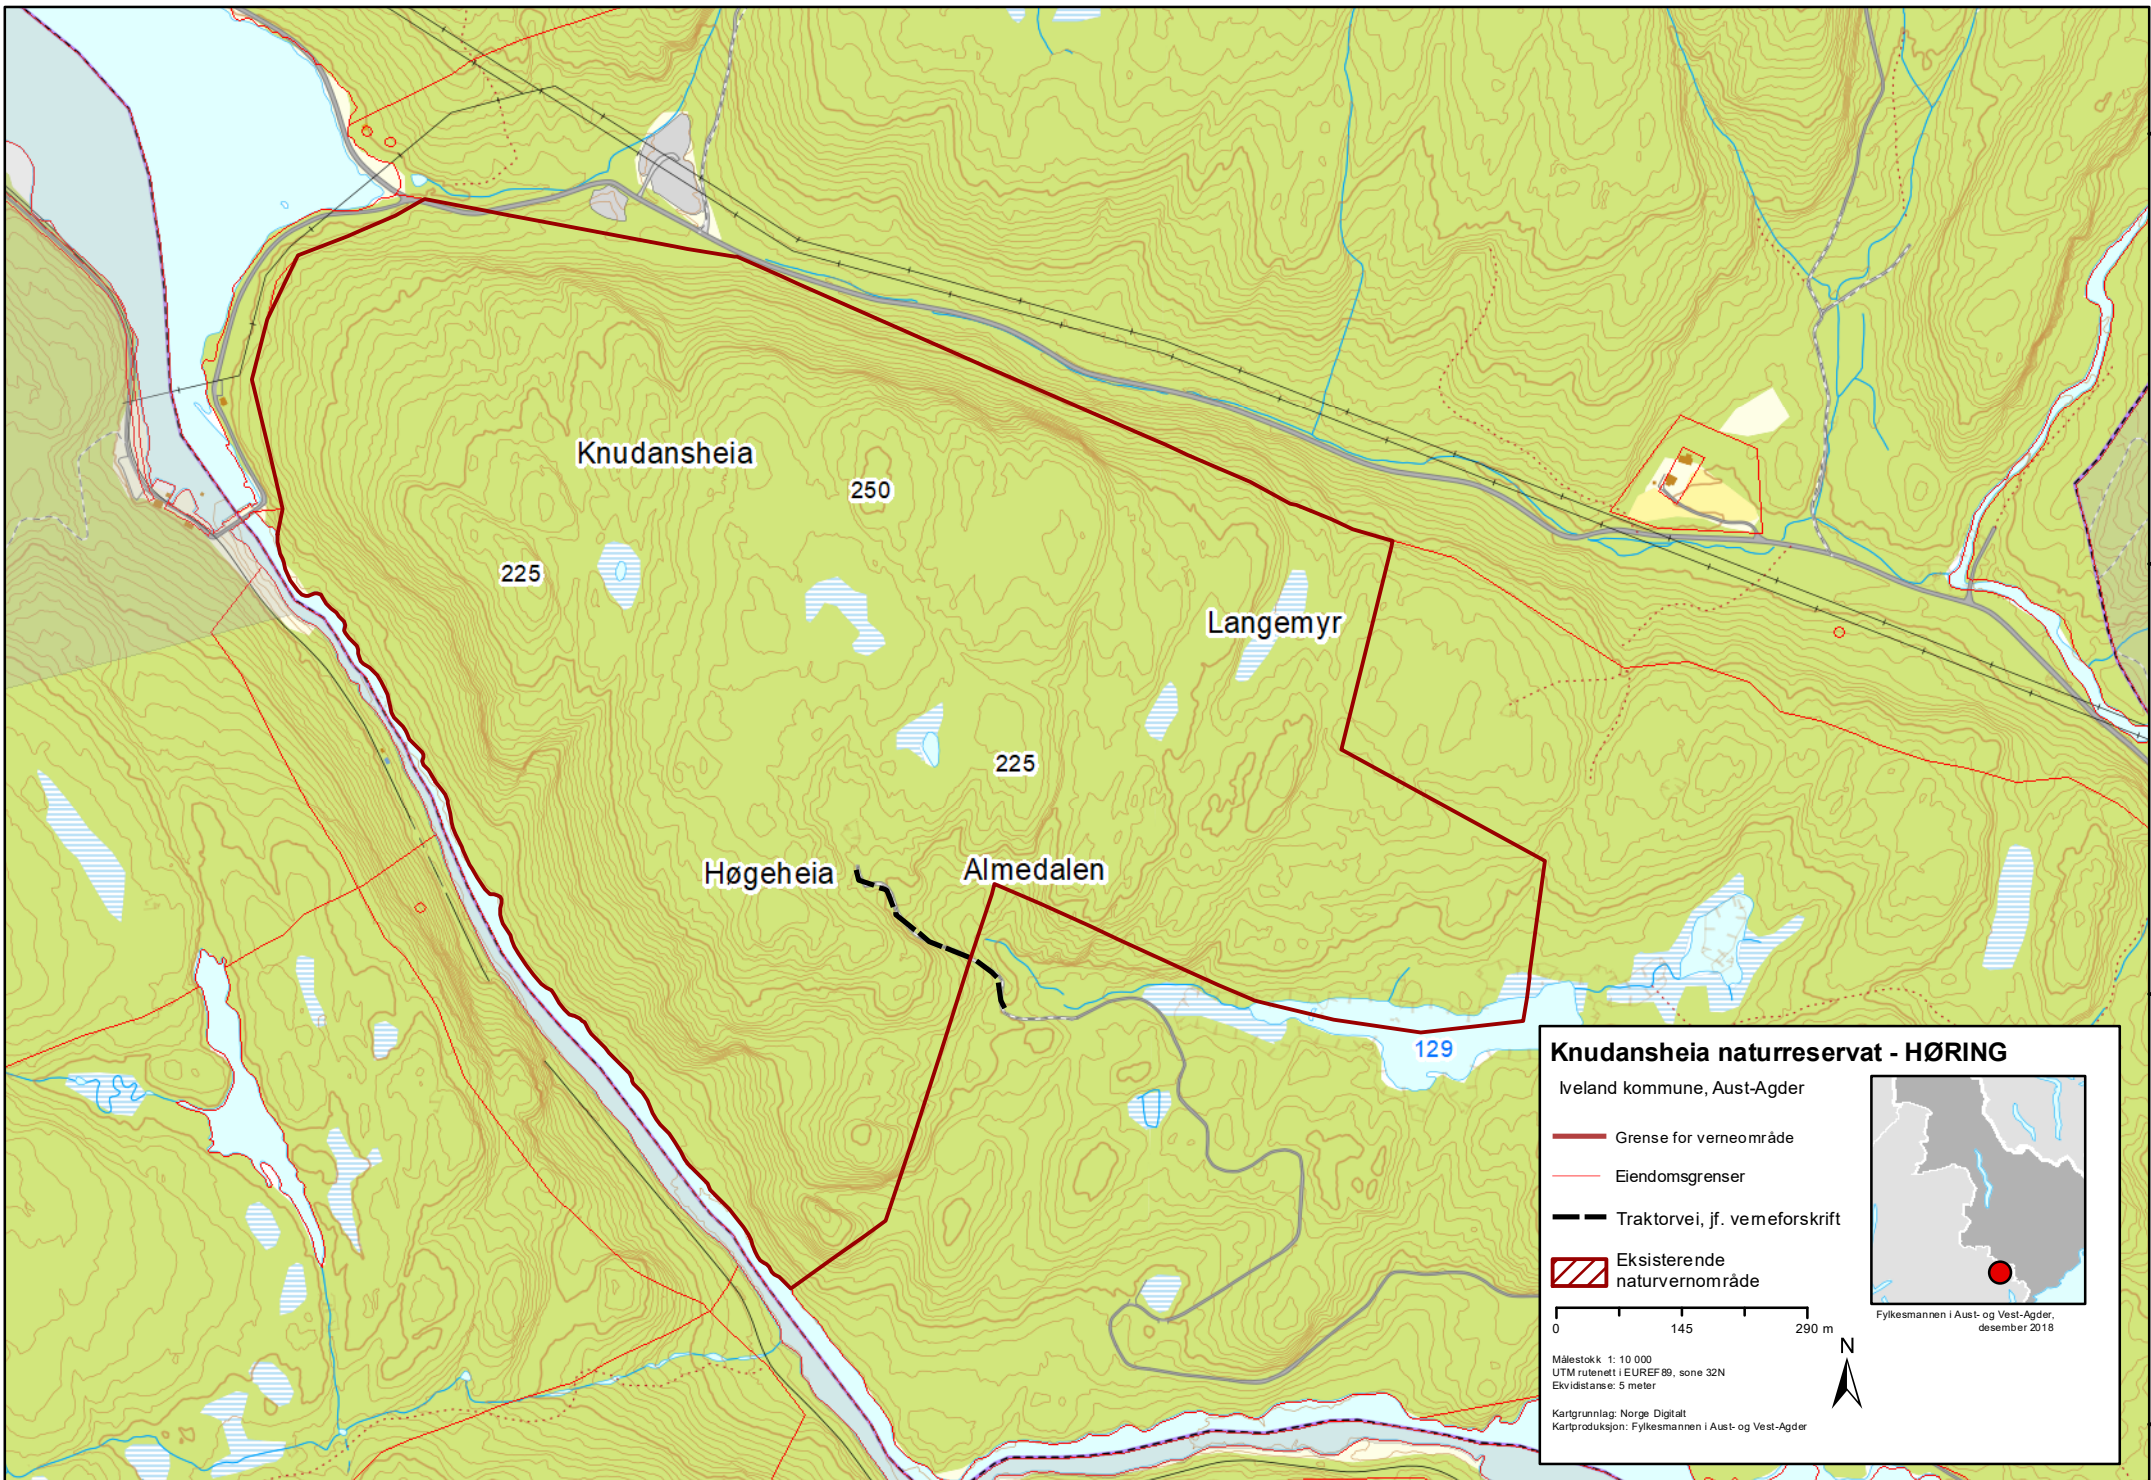 Knudansheia
250
225
Langemyr
225
Høgeheia
Almedalen
129
Knudansheia naturreservat - HØRING
Iveland kommune, Aust-Agder
Grense for verneområde
Eiendomsgrenser
Traktorvei, jf. verneforskrift
Eksisterende
naturvernområde
0 145 290 m
N
Målestokk 1: 10 000
UTM rutenett i EUREF89, sone 32N
Ekvidistanse: 5 meter
Kartgrunnlag: Norge Digitalt
Kartproduksjon: Fylkesmannen i Aust- og Vest-Agder
Fylkesmannen i Aust- og Vest-Agder,
desember 2018